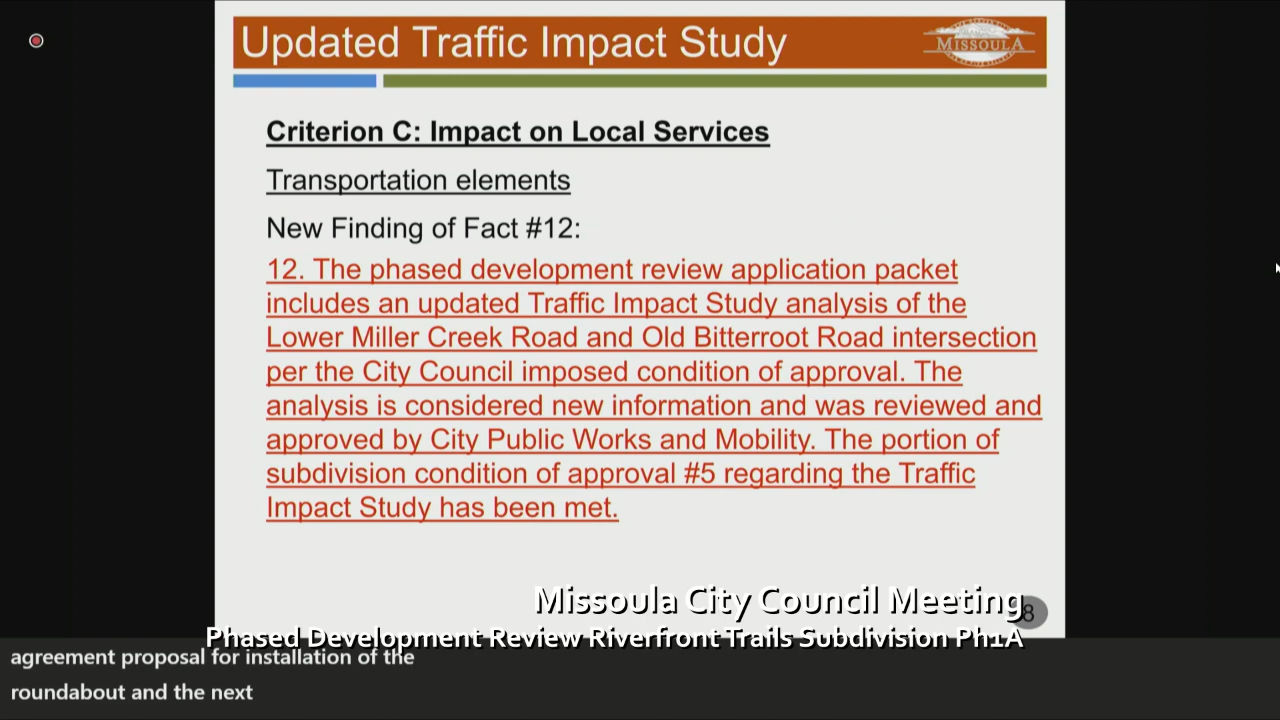 Updated Traffic Impact Study
MISSOULA
Criterion C: Impact on Local Services
Transportation elements
New Finding of Fact #12:
12. The phased development review application packet
includes an updated Traffic Impact Study analysis of the
Lower Miller Creek Road and Old Bitterroot Road intersection
per the City Council imposed condition of approval. The
analysis is considered new information and was reviewed and
approved by City Public Works and Mobility. The portion of
subdivision condition of approval #5 regarding the Traffic
Impact Study has been met.
Missoula City Council Meeting
8
Phased Development Review Riverfront Trails Subdivision Ph1A
agreement proposal for installation of the
roundabout and the next